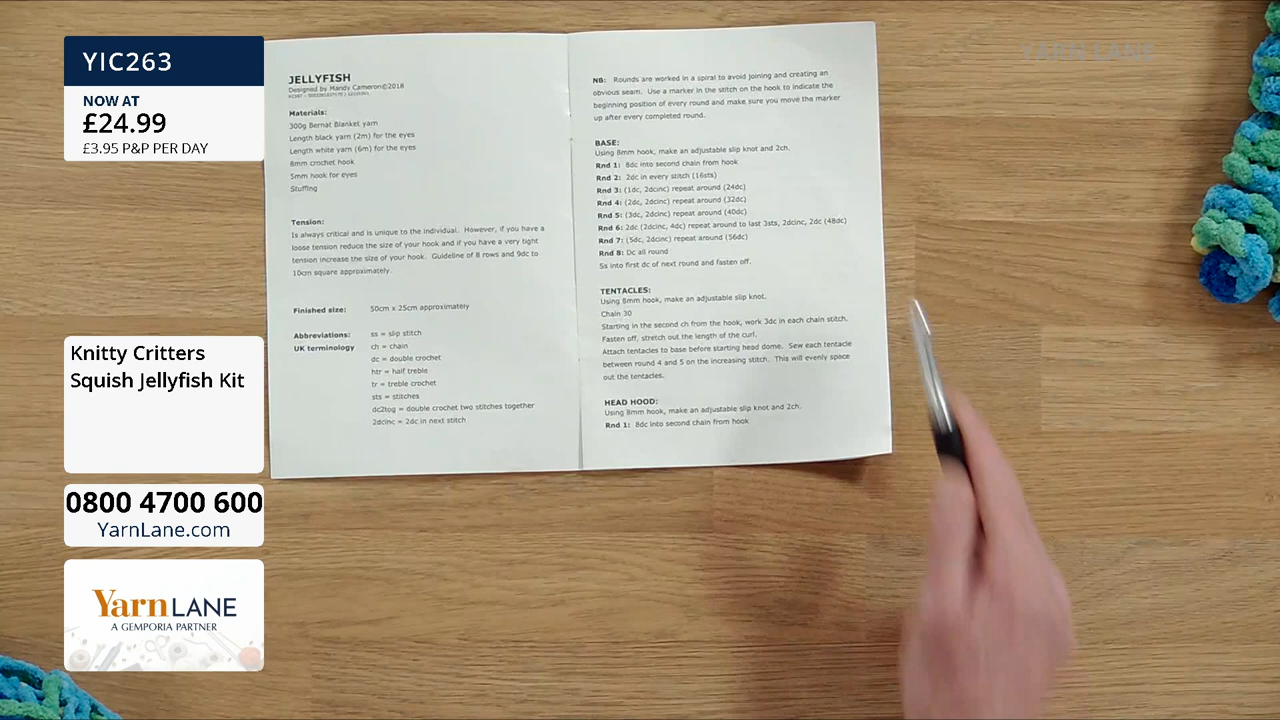 YIC263
NOW AT
£24.99
£3.95 P&P PER DAY
Knitty Critters
Squish Jellyfish Kit
0800 4700 600
YarnLane.com
YarnLANE
A GEMPORIA PARTNER
YARN LANE
JELLYFISH
Designed by Mandy Cameron©2018
Materials:
300g Bernat Blanket yarn
Length black yarn (2m) for the eyes
Length white yarn (6m) for the eyes
8mm crochet hook
5mm hook for eyes
Stuffing
Tension:
Is always critical and is unique to the individual. However, if you have a
loose tension reduce the size of your hook and if you have a very tight
tension increase the size of your hook. Guideline of 8 rows and 9dc to
10cm square approximately.
Finished size: 50cm x 25cm approximately
Abbreviations: ss = slip stitch
UK terminology ch = chain
dc = double crochet
htr = half treble
tr = treble crochet
sts = stitches
dc2tog = double crochet two stitches together
2dcinc = 2dc in next stitch
NB: Rounds are worked in a spiral to avoid joining and creating an
obvious seam. Use a marker in the stitch on the hook to indicate the
beginning position of every round and make sure you move the marker
up after every completed round.
BASE:
Using 8mm hook, make an adjustable slip knot and 2ch.
Rnd 1: 8dc into second chain from hook
Rnd 2: 2dc in every stitch (16sts)
Rnd 3: (1dc, 2dcinc) repeat around (24dc)
Rnd 4: (2dc, 2dcinc) repeat around (32dc)
Rnd 5: (3dc, 2dcinc) repeat around (40dc)
Rnd 6: 2dc (2dcinc, 4dc) repeat around to last 3sts, 2dcinc, 2dc (48dc)
Rnd 7: (5dc, 2dcinc) repeat around (56dc)
Rnd 8: Dc all round
Ss into first dc of next round and fasten off.
TENTACLES:
Using 8mm hook, make an adjustable slip knot.
Chain 30
Starting in the second ch from the hook, work 3dc in each chain stitch.
Fasten off, stretch out the length of the curl.
Attach tentacles to base before starting head dome. Sew each tentacle
between round 4 and 5 on the increasing stitch. This will evenly space
out the tentacles.
HEAD HOOD:
Using 8mm hook, make an adjustable slip knot and 2ch.
Rnd 1: 8dc into second chain from hook